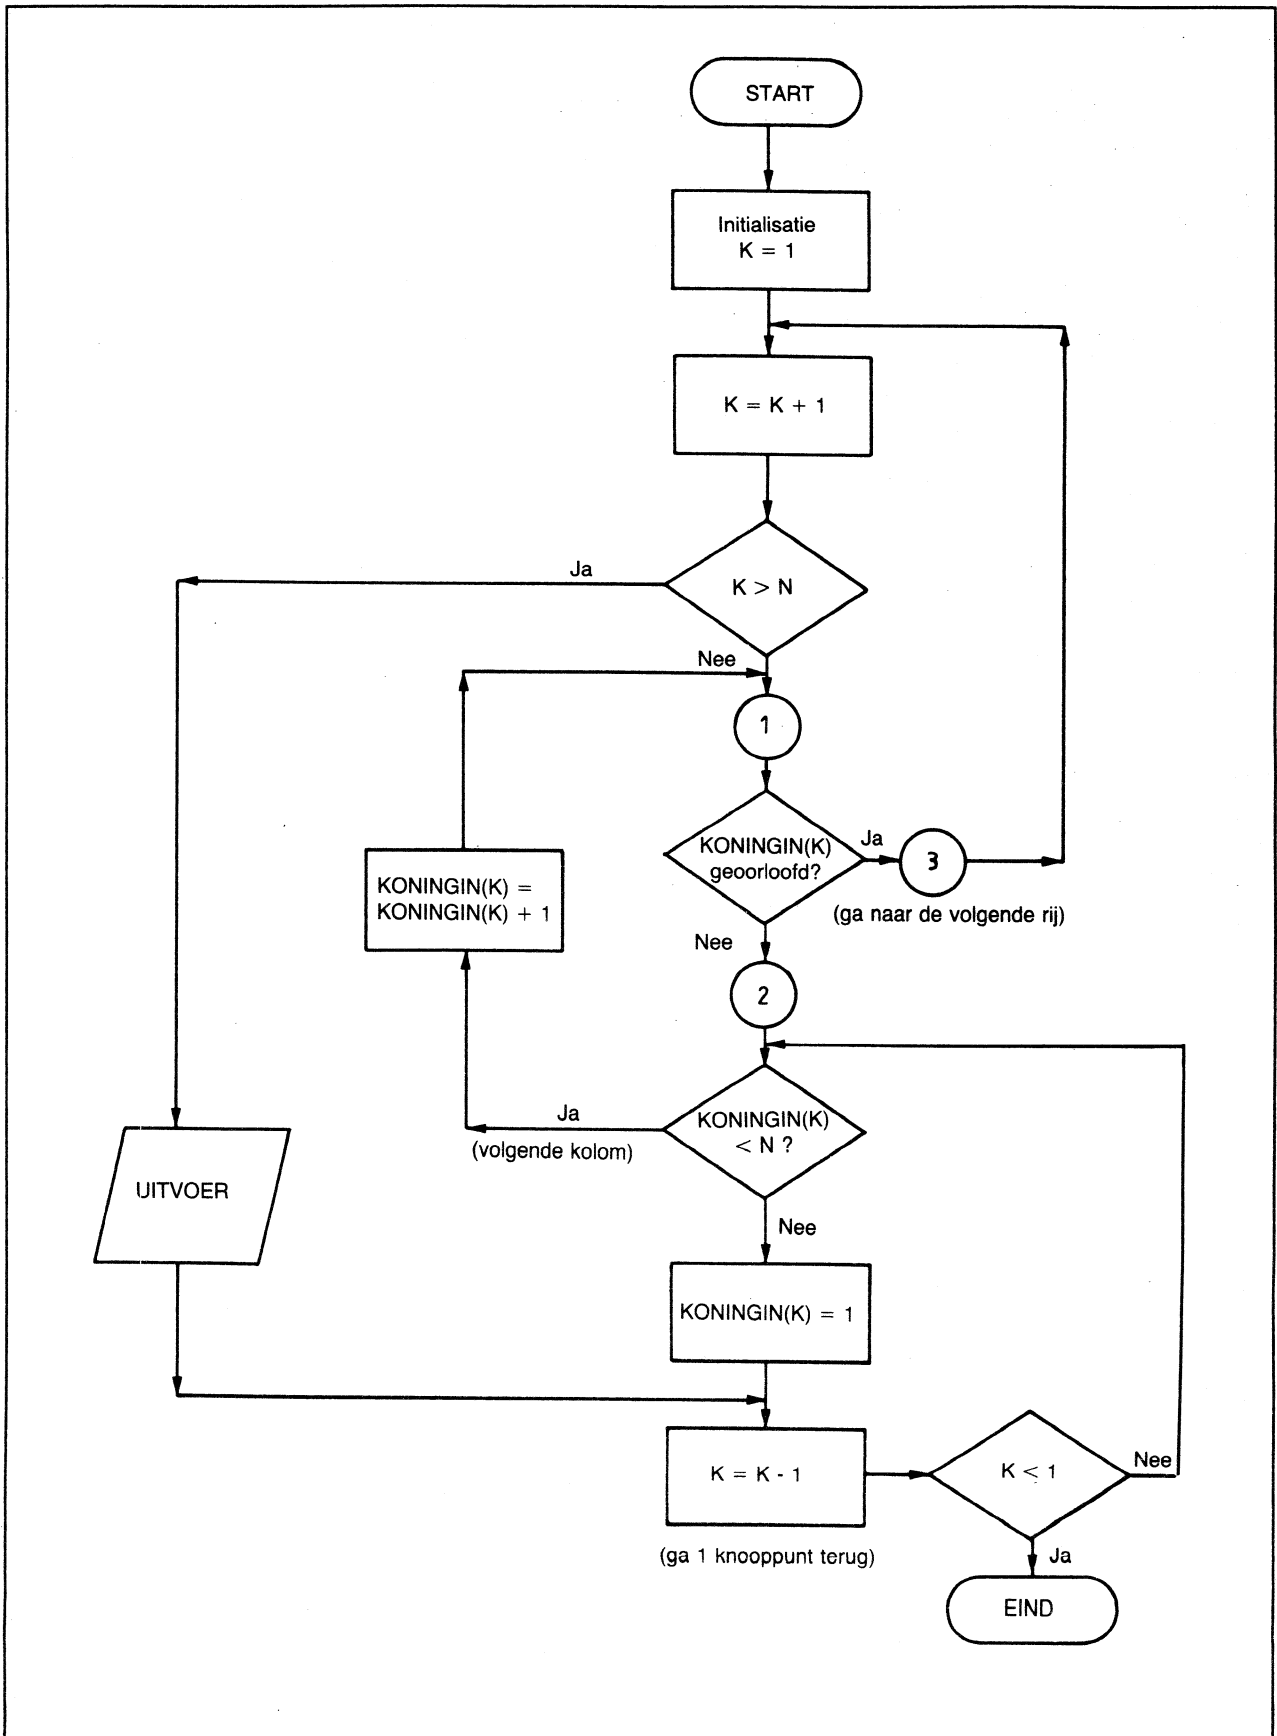 START
Initialisatie
K = 1
K = K + 1
Ja
K > N
Nee
1
KONINGIN(K)
geoorloofd?
Ja
3
(ga naar de volgende rij)
KONINGIN(K) =
KONINGIN(K) + 1
Nee
2
Ja
(volgende kolom)
KONINGIN(K)
< N ?
UITVOER
Nee
KONINGIN(K) = 1
K = K - 1
(ga 1 knooppunt terug)
K < 1
Nee
Ja
EIND